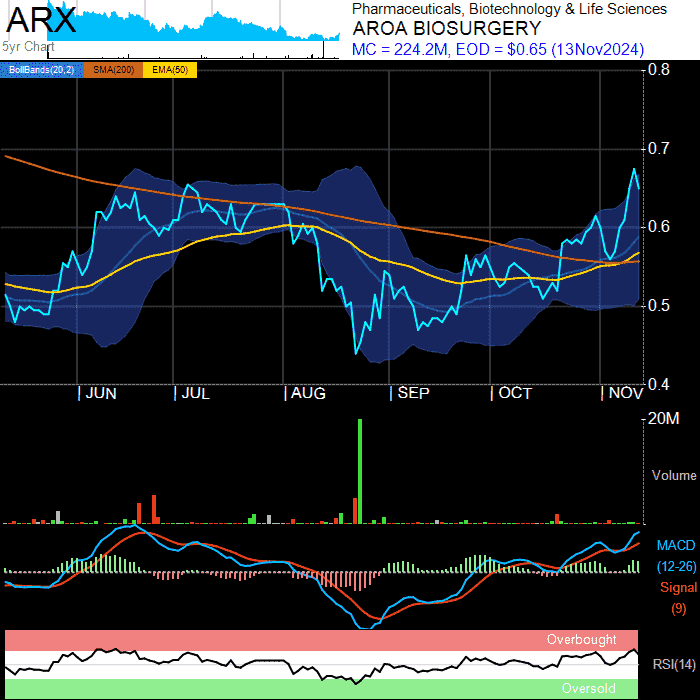 ARX
5yr Chart
Pharmaceuticals, Biotechnology & Life Sciences
AROA BIOSURGERY
MC = 224.2M, EOD = $0.65 (13Nov2024)
BollBands(20,2) SMA(200) EMA(50)
0.8
0.7
0.6
0.5
0.4
| JUN | JUL | AUG | SEP | OCT | NOV
20M
Volume
MACD
(12-26)
Signal
(9)
Overbought
RSI(14)
Oversold